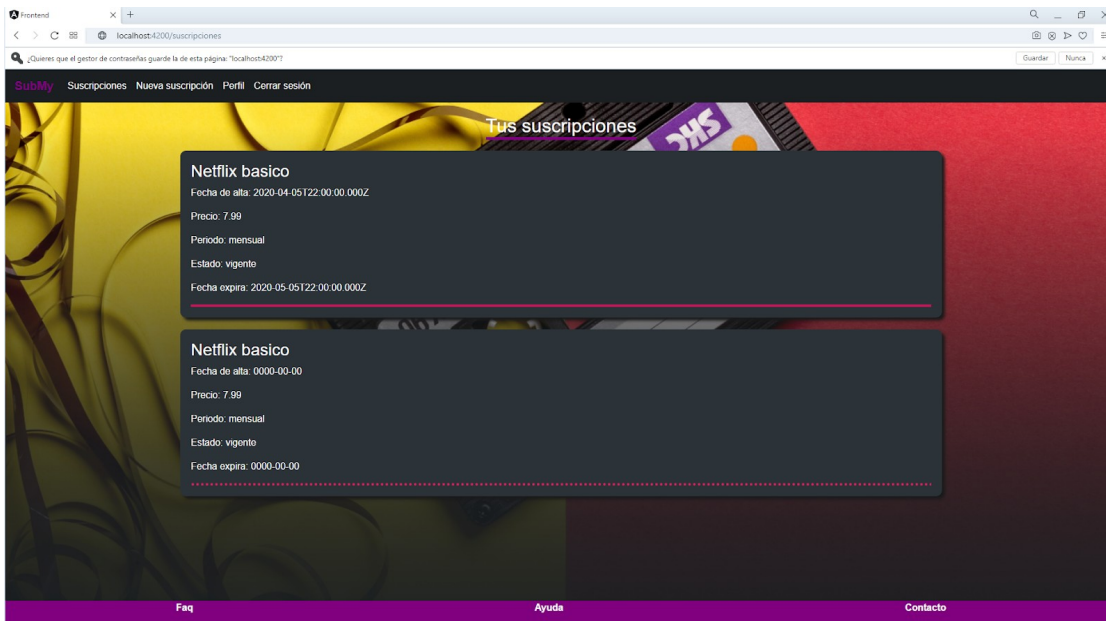 Frontend
localhost:4200/suscripciones
¿Quieres que el gestor de contraseñas guarde la de esta página: "localhost:4200"?
Guardar
Nunca
SubMy Suscripciones Nueva suscripción Perfil Cerrar sesión
Tus suscripciones
SKC
Netflix basico
Fecha de alta: 2020-04-05T22:00:00.000Z
Precio: 7.99
Periodo: mensual
Estado: vigente
Fecha expira: 2020-05-05T22:00:00.000Z
Netflix basico
Fecha de alta: 0000-00-00
Precio: 7.99
Periodo: mensual
Estado: vigente
Fecha expira: 0000-00-00
Faq Ayuda Contacto